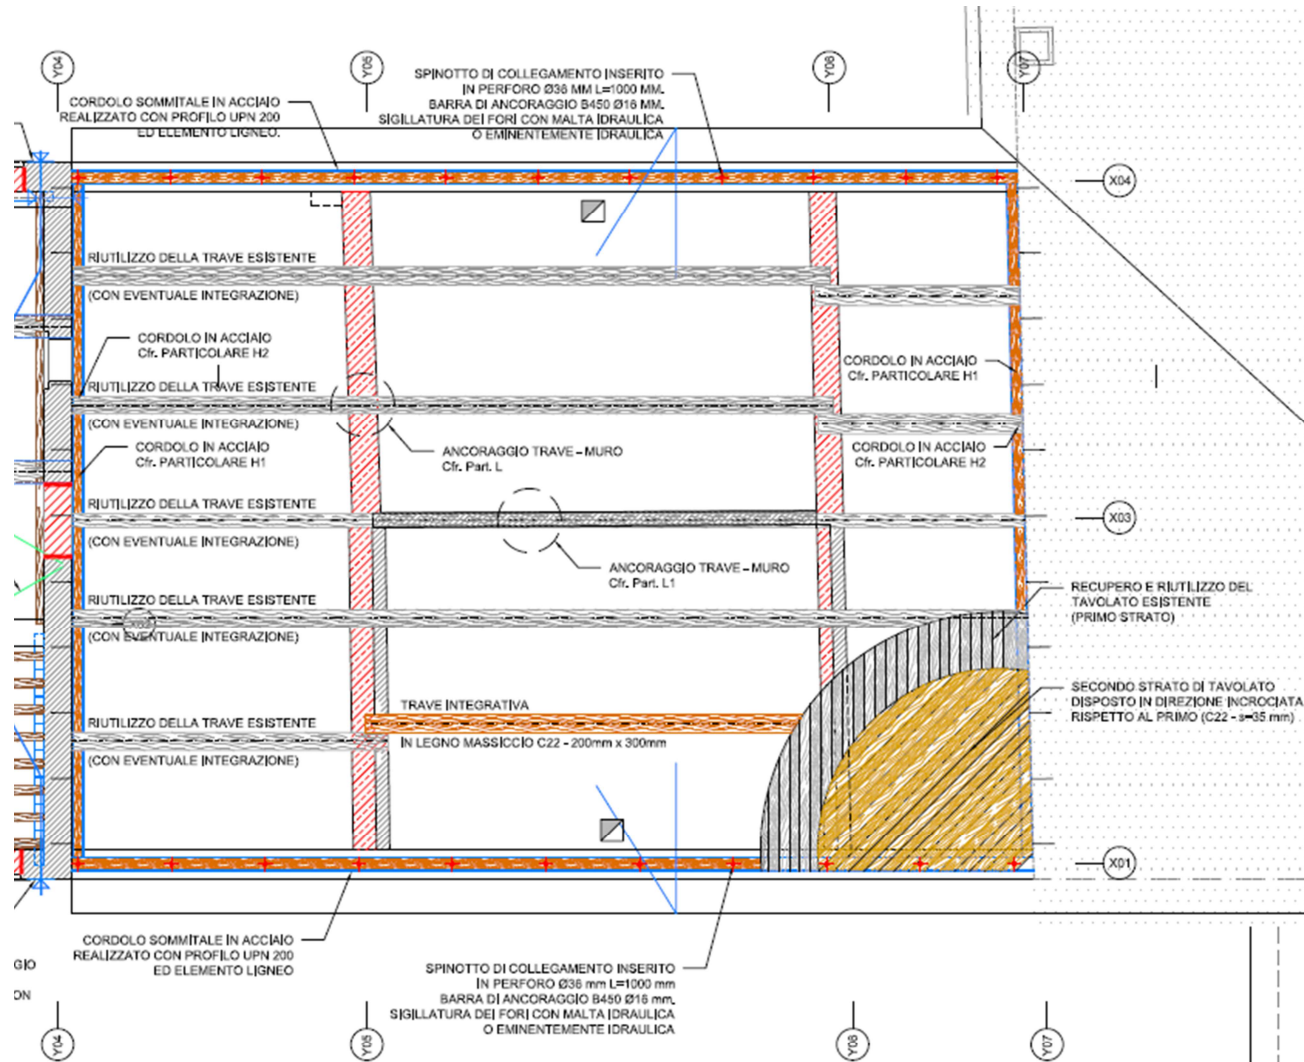 Y04
Y05
Y06
Y07
SPINOTTO DI COLLEGAMENTO INSERITO
IN PERFORO Ø36 MM L=1000 MM.
BARRA DI ANCORAGGIO B450 Ø16 MM.
SIGILLATURA DEI FORI CON MALTA IDRAULICA
O EMINENTEMENTE IDRAULICA
CORDOLO SOMMITALE IN ACCIAIO
REALIZZATO CON PROFILO UPN 200
ED ELEMENTO LIGNEO.
X04
RIUTILIZZO DELLA TRAVE ESISTENTE
(CON EVENTUALE INTEGRAZIONE)
CORDOLO IN ACCIAIO
Cfr. PARTICOLARE H2
CORDOLO IN ACCIAIO
Cfr. PARTICOLARE H1
RIUTILIZZO DELLA TRAVE ESISTENTE
(CON EVENTUALE INTEGRAZIONE)
CORDOLO IN ACCIAIO
Cfr. PARTICOLARE H1
ANCORAGGIO TRAVE - MURO
Cfr. Part. L
CORDOLO IN ACCIAIO
Cfr. PARTICOLARE H2
RIUTILIZZO DELLA TRAVE ESISTENTE
(CON EVENTUALE INTEGRAZIONE)
X03
ANCORAGGIO TRAVE - MURO
Cfr. Part. L1
RIUTILIZZO DELLA TRAVE ESISTENTE
(CON EVENTUALE INTEGRAZIONE)
RECUPERO E RIUTILIZZO DEL
TAVOLATO ESISTENTE
(PRIMO STRATO)
SECONDO STRATO DI TAVOLATO
DISPOSTO IN DIREZIONE INCROCIATA
RISPETTO AL PRIMO (C22 - s=35 mm)
TRAVE INTEGRATIVA
IN LEGNO MASSICCIO C22 - 200mm x 300mm
RIUTILIZZO DELLA TRAVE ESISTENTE
(CON EVENTUALE INTEGRAZIONE)
X01
CORDOLO SOMMITALE IN ACCIAIO
REALIZZATO CON PROFILO UPN 200
ED ELEMENTO LIGNEO
SPINOTTO DI COLLEGAMENTO INSERITO
IN PERFORO Ø36 mm L=1000 mm
BARRA DI ANCORAGGIO B450 Ø16 mm.
SIGILLATURA DEI FORI CON MALTA IDRAULICA
O EMINENTEMENTE IDRAULICA
GIO
ON
Y04
Y05
Y06
Y07